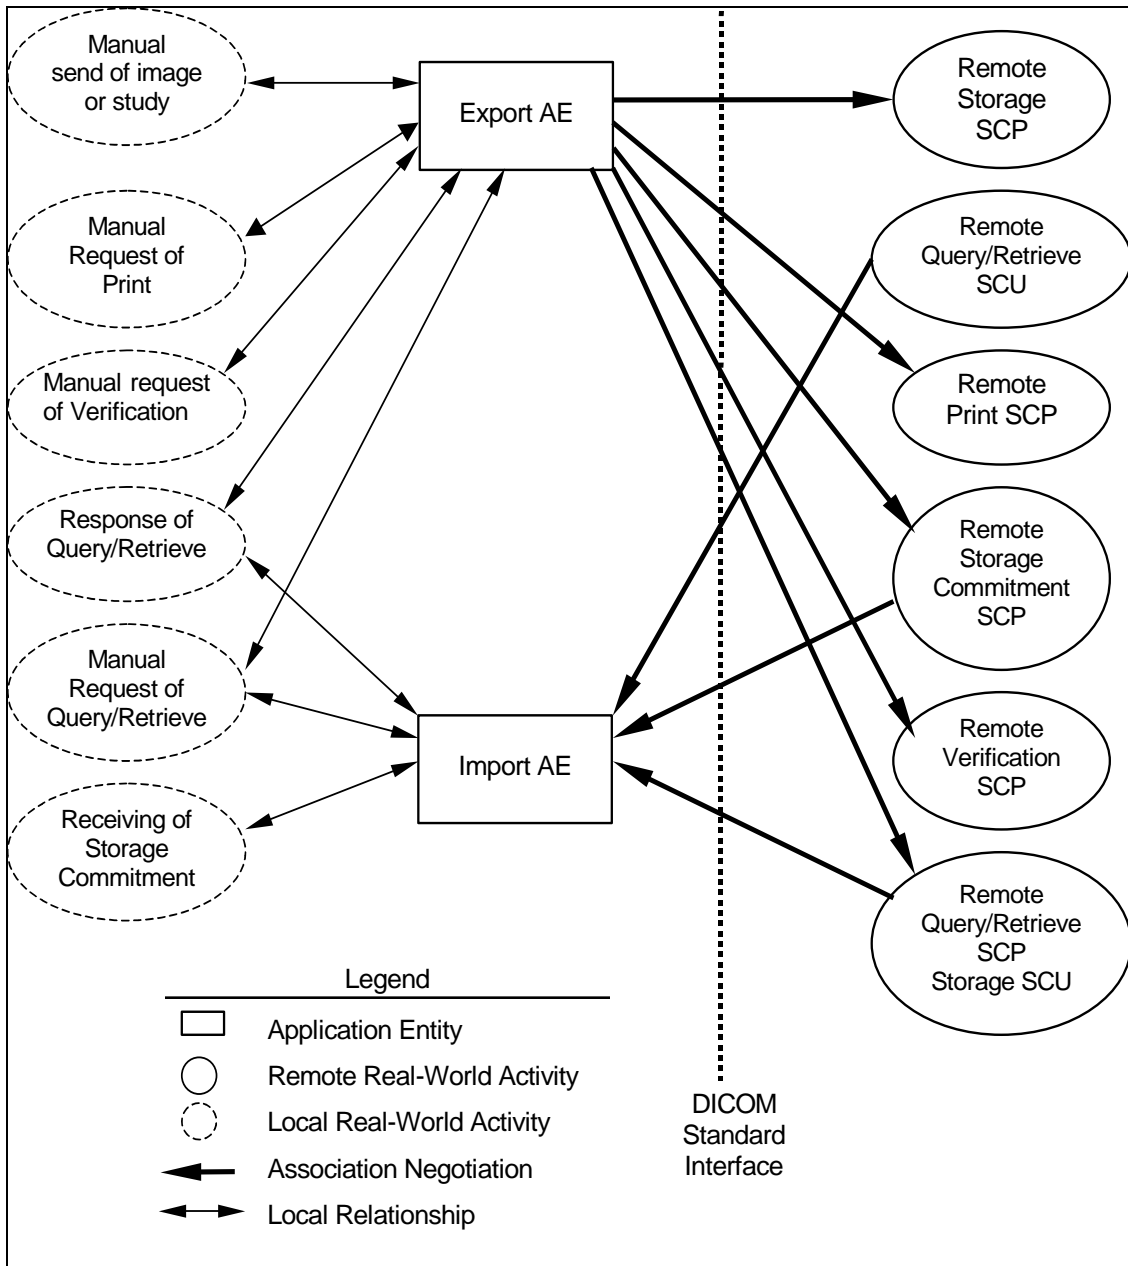 Manual
send of image
or study
Export AE
Remote
Storage
SCP
Manual
Request of
Print
Remote
Query/Retrieve
SCU
Manual request
of Verification
Remote
Print SCP
Response of
Query/Retrieve
Remote
Storage
Commitment
SCP
Manual
Request of
Query/Retrieve
Import AE
Remote
Verification
SCP
Receiving of
Storage
Commitment
Remote
Query/Retrieve
SCP
Storage SCU
Legend
Application Entity
Remote Real-World Activity
Local Real-World Activity
Association Negotiation
Local Relationship
DICOM
Standard
Interface